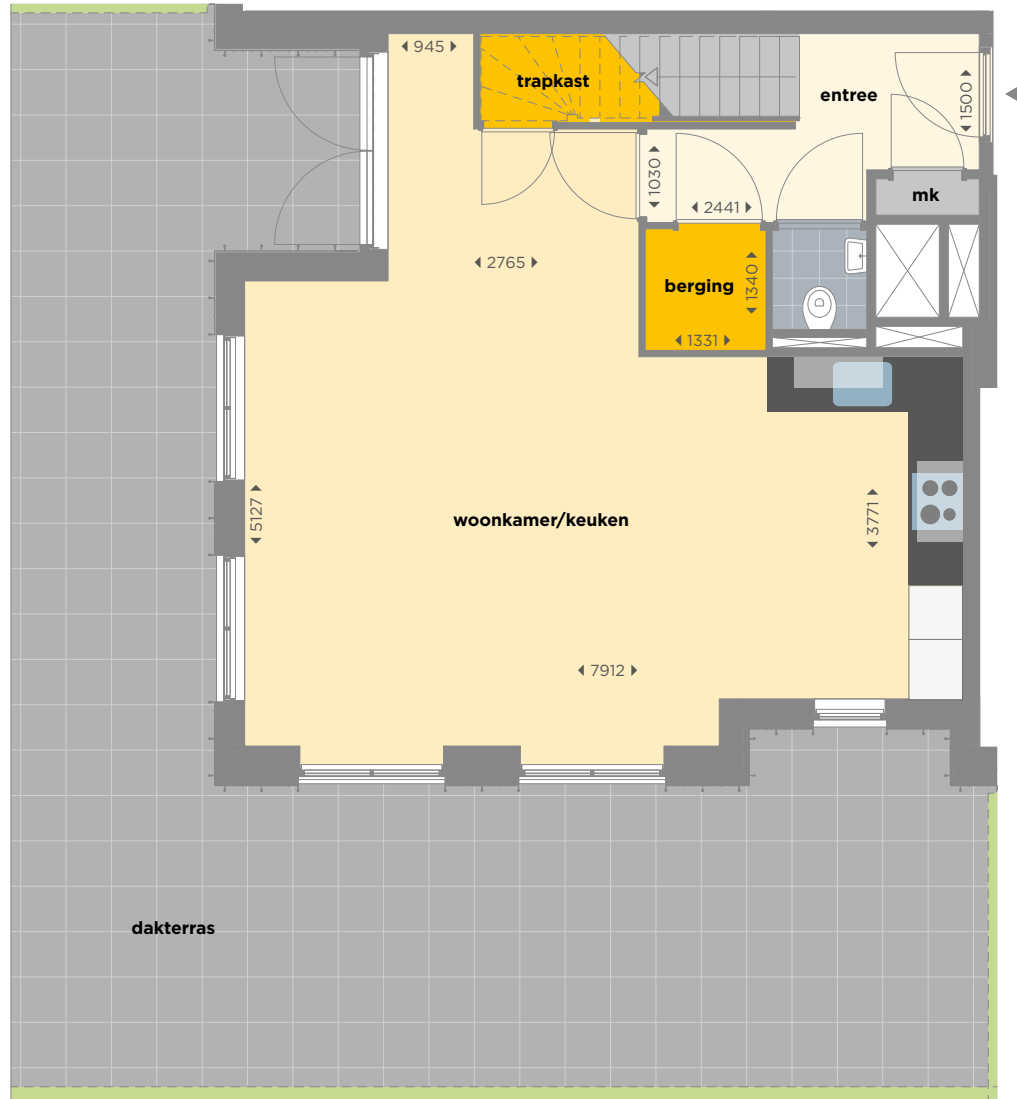 945
trapkast
entree
1500
1030
2441
mk
2765
berging
1340
1331
5127
woonkamer/keuken
3771
7912
dakterras